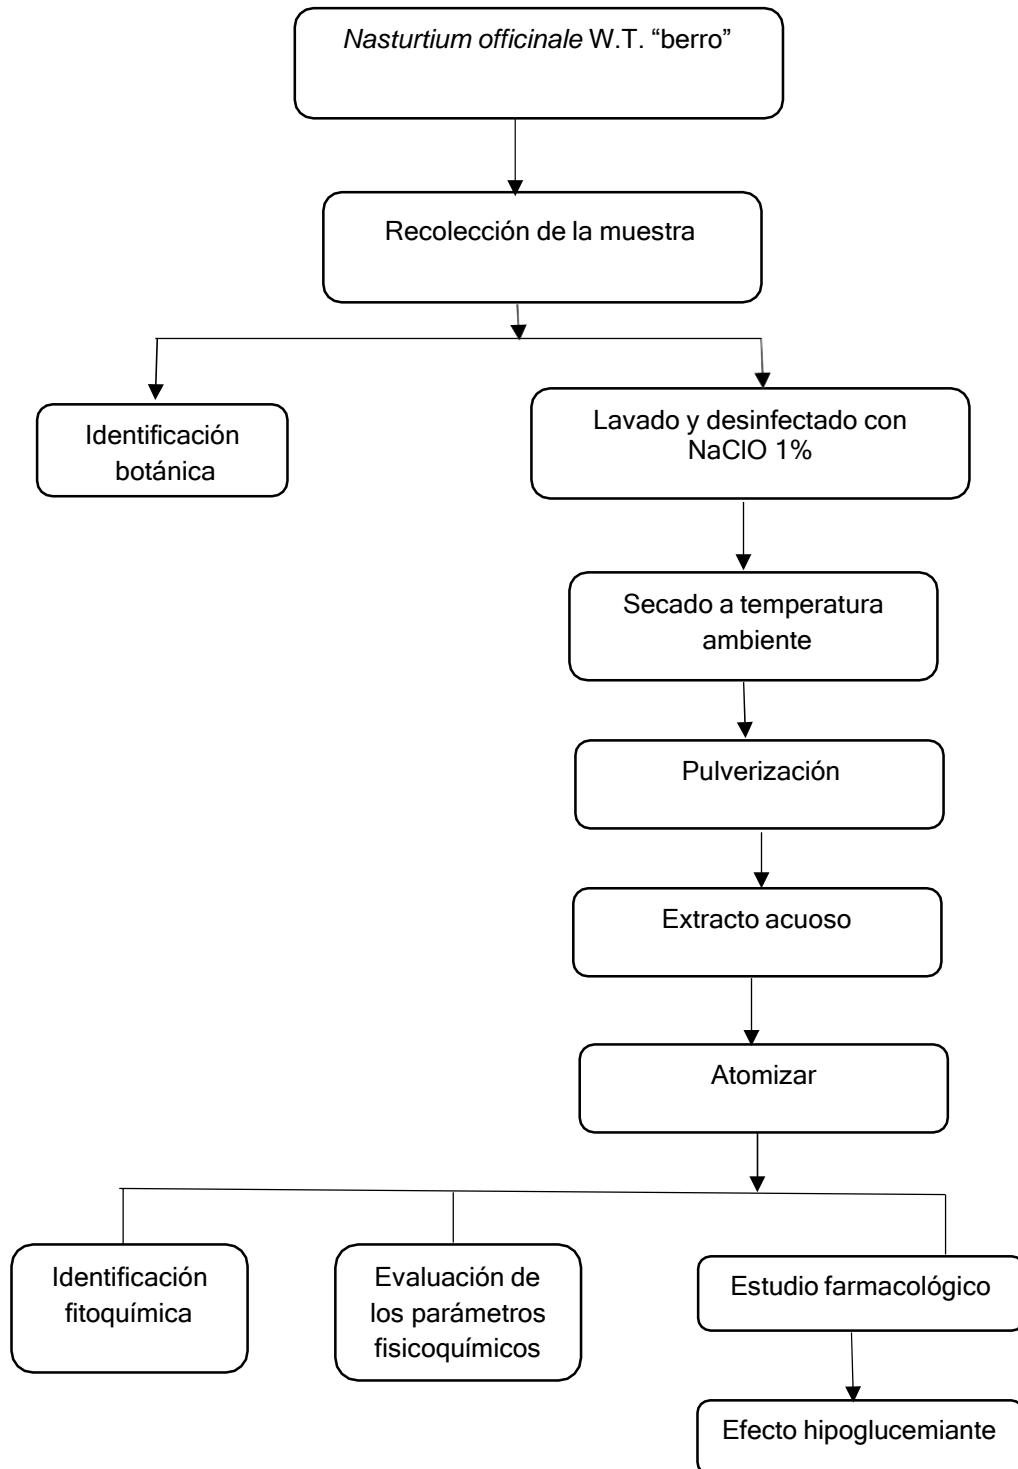 Nasturtium officinale W.T. “berro”
Recolección de la muestra
Identificación
botánica
Lavado y desinfectado con
NaClO 1%
Secado a temperatura
ambiente
Pulverización
Extracto acuoso
Atomizar
Identificación
fitoquímica
Evaluación de
los parámetros
fisicoquímicos
Estudio farmacológico
Efecto hipoglucemiante